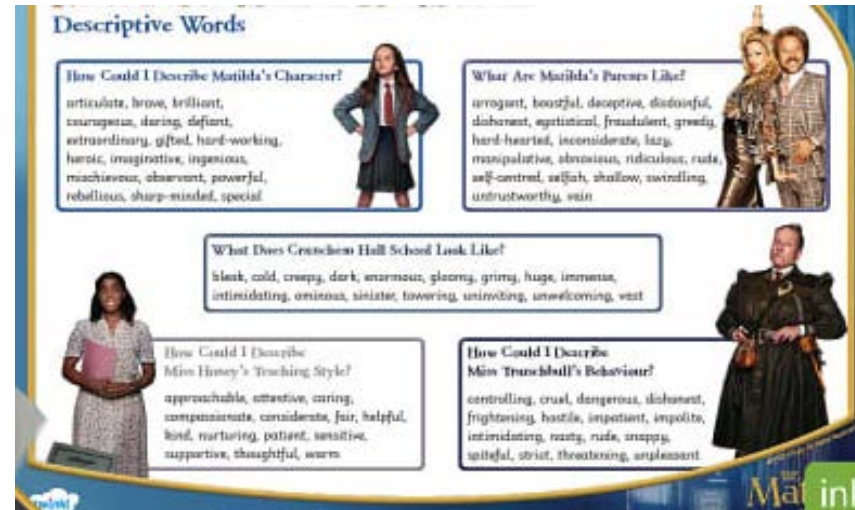 Descriptive Words
How Could I Describe Matilda's Character?
articulate, brave, brilliant,
courageous, daring, defiant,
extraordinary, gifted, hard-working,
heroic, imaginative, ingenious,
mischievous, observant, powerful,
rebellious, sharp-minded, special
What Are Matilda's Parents Like?
arrogant, boastful, deceptive, disdainful,
dishonest, egotistical, fraudulent, greedy,
hard-hearted, inconsiderate, lazy,
manipulative, obnoxious, ridiculous, rude,
self-centred, selfish, shallow, swindling,
untrustworthy, vain
What Does Crunchem Hall School Look Like?
bleak, cold, creepy, dark, enormous, gloomy, grimy, huge, immense,
intimidating, ominous, sinister, towering, uninviting, unwelcoming, vast
How Could I Describe
Miss Honey's Teaching Style?
approachable, attentive, caring,
compassionate, considerate, fair, helpful,
kind, nurturing, patient, sensitive,
supportive, thoughtful, warm
How Could I Describe
Miss Trunchbull's Behaviour?
controlling, cruel, dangerous, dishonest,
frightening, hostile, impatient, impolite,
intimidating, nasty, rude, snappy,
spiteful, strict, threatening, unpleasant
twinkl
Mat
in